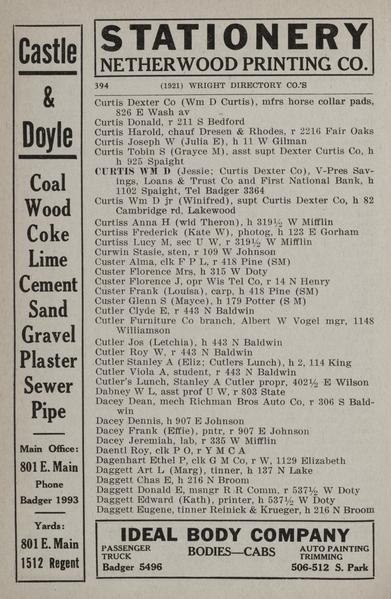 Castle
&
Doyle
Coal
Wood
Coke
Lime
Cement
Sand
Gravel
Plaster
Sewer
Pipe
Main Office:
801 E. Main
Phone
Badger 1993
Yards:
801 E. Main
1512 Regent
STATIONERY
NETHERWOOD PRINTING CO.
394 (1921) WRIGHT DIRECTORY CO.'S
Curtis Dexter Co (Wm D Curtis), mfrs horse collar pads,
826 E Wash av
Curtis Donald, r 211 S Bedford
Curtis Harold, chauf Dresen & Rhodes, r 2216 Fair Oaks
Curtis Joseph W (Julia E), h 11 W Gilman
Curtis Tobin S (Grayce M), asst supt Dexter Curtis Co, h
h 925 Spaight
CURTIS WM D (Jessie; Curtis Dexter Co), V-Pres Sav-
ings, Loans & Trust Co and First National Bank, h
1102 Spaight, Tel Badger 3364
Curtis Wm D jr (Winifred), supt Curtis Dexter Co, h 82
Cambridge rd, Lakewood
Curtiss Anna H (wid Theron), h 319½ W Mifflin
Curtiss Frederick (Kate W), photog, h 123 E Gorham
Curtiss Lucy M, sec U W, r 319½ W Mifflin
Curwin Stasie, sten, r 109 W Johnson
Custer Alma, clk F P L, r 418 Pine (SM)
Custer Florence Mrs, h 315 W Doty
Custer Florence J, opr Wis Tel Co, r 14 N Henry
Custer Frank (Louisa), carp, h 418 Pine (SM)
Custer Glenn S (Mayce), h 179 Potter (S M)
Cutler Clyde E, r 443 N Baldwin
Cutler Furniture Co branch, Albert W Vogel mgr, 1148
Williamson
Cutler Jos (Letchia), h 443 N Baldwin
Cutler Roy W, r 443 N Baldwin
Cutler Stanley A (Eliz; Cutlers Lunch), h 2, 114 King
Cutler Viola A, student, r 443 N Baldwin
Cutler's Lunch, Stanley A Cutler propr, 402½ E Wilson
Dabney W L, asst prof U W, r 803 State
Dacey Dean, mech Richman Bros Auto Co, r 306 S Bald-
win
Dacey Dennis, h 907 E Johnson
Dacey Frank (Effie), pntr, r 907 E Johnson
Dacey Jeremiah, lab, r 335 W Mifflin
Daentl Roy, clk P O, r Y M C A
Dagenhart Ethel P, clk G M Co, r W, 1129 Elizabeth
Daggett Art L (Marg), tinner, h 137 N Lake
Daggett Chas E, h 216 N Broom
Daggett Donald E, msngr R R Comm, r 537½ W Doty
Daggett Edward (Kath), printer, h 537½ W Doty
Daggett Eugene, tinner Reinick & Krueger, h 216 N Broom
IDEAL BODY COMPANY
PASSENGER
TRUCK
BODIES—CABS
AUTO PAINTING
TRIMMING
Badger 5496
506-512 S. Park